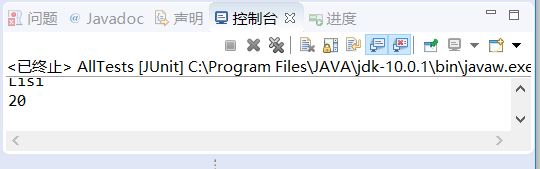 问题 @ Javadoc 声明 控制台 进度
<已终止> AllTests [JUnit] C:\Program Files\JAVA\jdk-10.0.1\bin\javaw.exe
Lisi
20